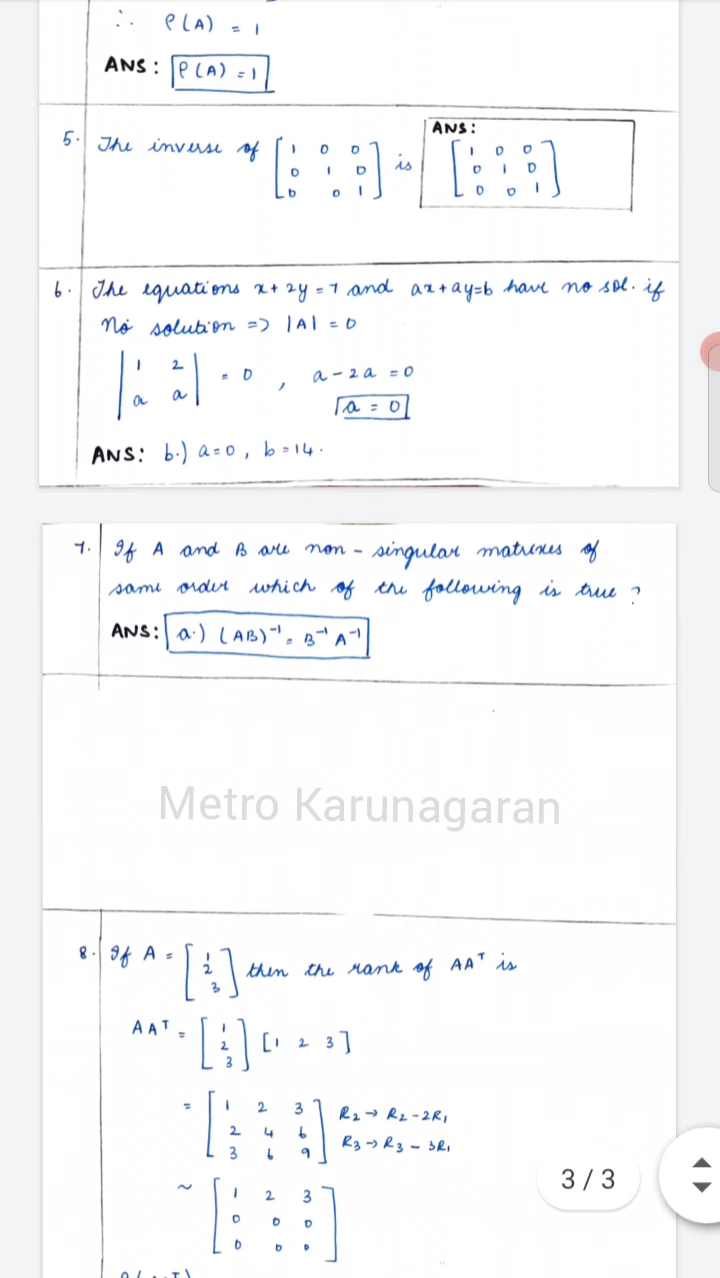 ∴ ρ(A) = 1
ANS: ρ(A) = 1
5. The inverse of [1 0 0 is ANS: [1 0 0
0 1 0 0 1 0
0 0 1] 0 0 1]
6. The equations x + 2y = 7 and ax + ay = b have no sol. if
No solution => |A| = 0
|1 2
a a| = 0 , a - 2a = 0
a = 0
ANS: b.) a = 0, b = 14.
7. If A and B are non - singular matrixes of
same order which of the following is true?
ANS: a.) (AB)⁻¹ = B⁻¹ A⁻¹
Metro Karunagaran
8. If A = [1
2
3] then the rank of AAᵀ is
AAᵀ = [1
2
3] [1 2 3]
= [1 2 3
2 4 6
3 6 9] R₂ → R₂ - 2R₁
R₃ → R₃ - 3R₁
~ [1 2 3
0 0 0
0 0 0]
3 / 3